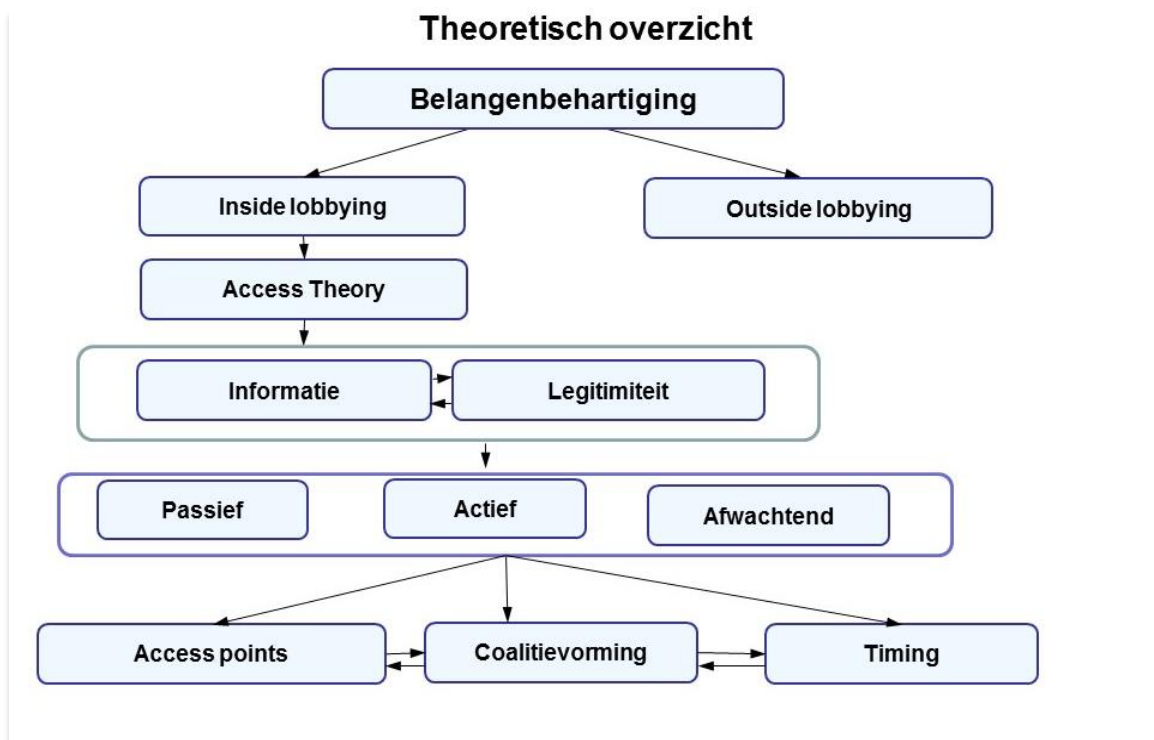 Theoretisch overzicht
Belangenbehartiging
Inside lobbying
Outside lobbying
Access Theory
Informatie
Legitimiteit
Passief
Actief
Afwachtend
Access points
Coalitievorming
Timing